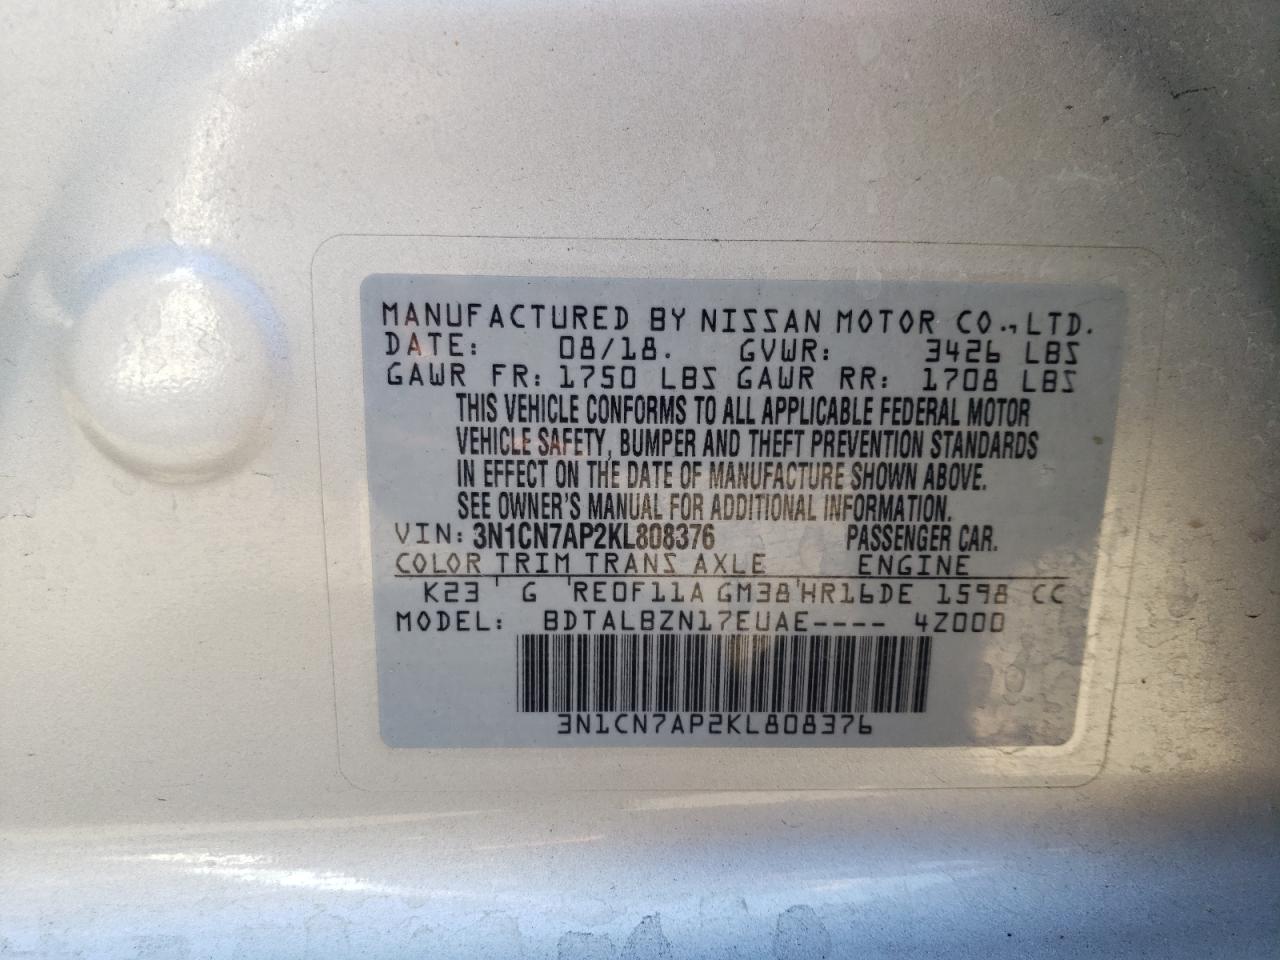 MANUFACTURED BY NISSAN MOTOR CO., LTD.
DATE: 08/18. GVWR: 3426 LBS
GAWR FR: 1750 LBS GAWR RR: 1708 LBS
THIS VEHICLE CONFORMS TO ALL APPLICABLE FEDERAL MOTOR
VEHICLE SAFETY, BUMPER AND THEFT PREVENTION STANDARDS
IN EFFECT ON THE DATE OF MANUFACTURE SHOWN ABOVE.
SEE OWNER'S MANUAL FOR ADDITIONAL INFORMATION.
VIN: 3N1CN7AP2KL808376 PASSENGER CAR.
COLOR TRIM TRANS AXLE ENGINE
K23 ' G 'RE0F11A GM38'HR16DE 1598 CC
MODEL: BDTALBZN17EUAE---- 4Z000
3N1CN7AP2KL808376